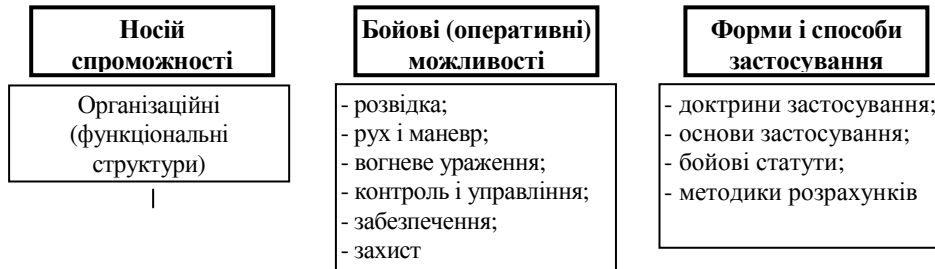 Носій
спроможності
Організаційні
(функціональні
структури)
Бойові (оперативні)
можливості
- розвідка;
- рух і маневр;
- вогневе ураження;
- контроль і управління;
- забезпечення;
- захист
Форми і способи
застосування
- доктрини застосування;
- основи застосування;
- бойові статути;
- методики розрахунків